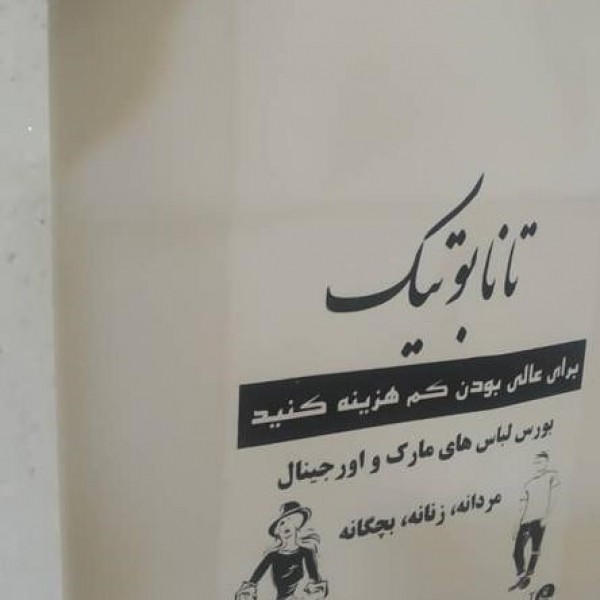 تانا بوتیک
برای عالی بودن کم هزینه کنید
بورس لباس های مارک و اورجینال
مردانه، زنانه، بچگانه